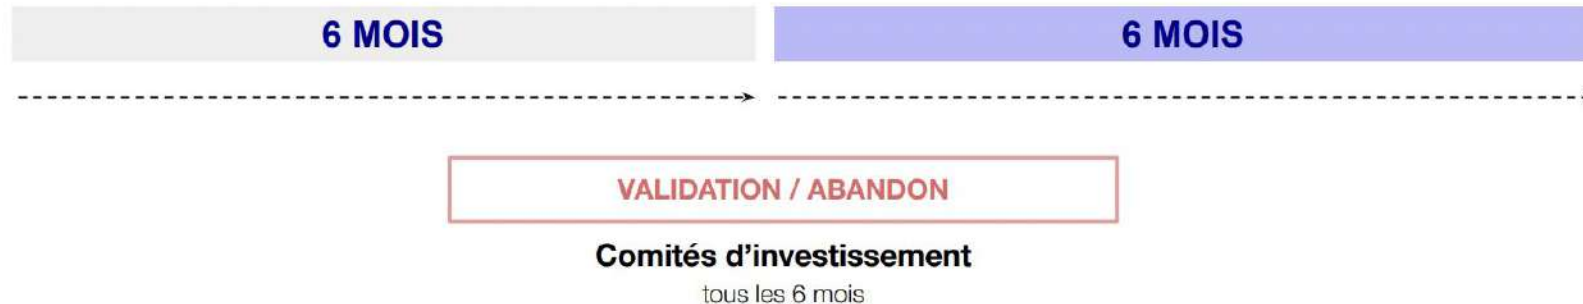 6 MOIS
6 MOIS
VALIDATION / ABANDON
Comités d’investissement
tous les 6 mois